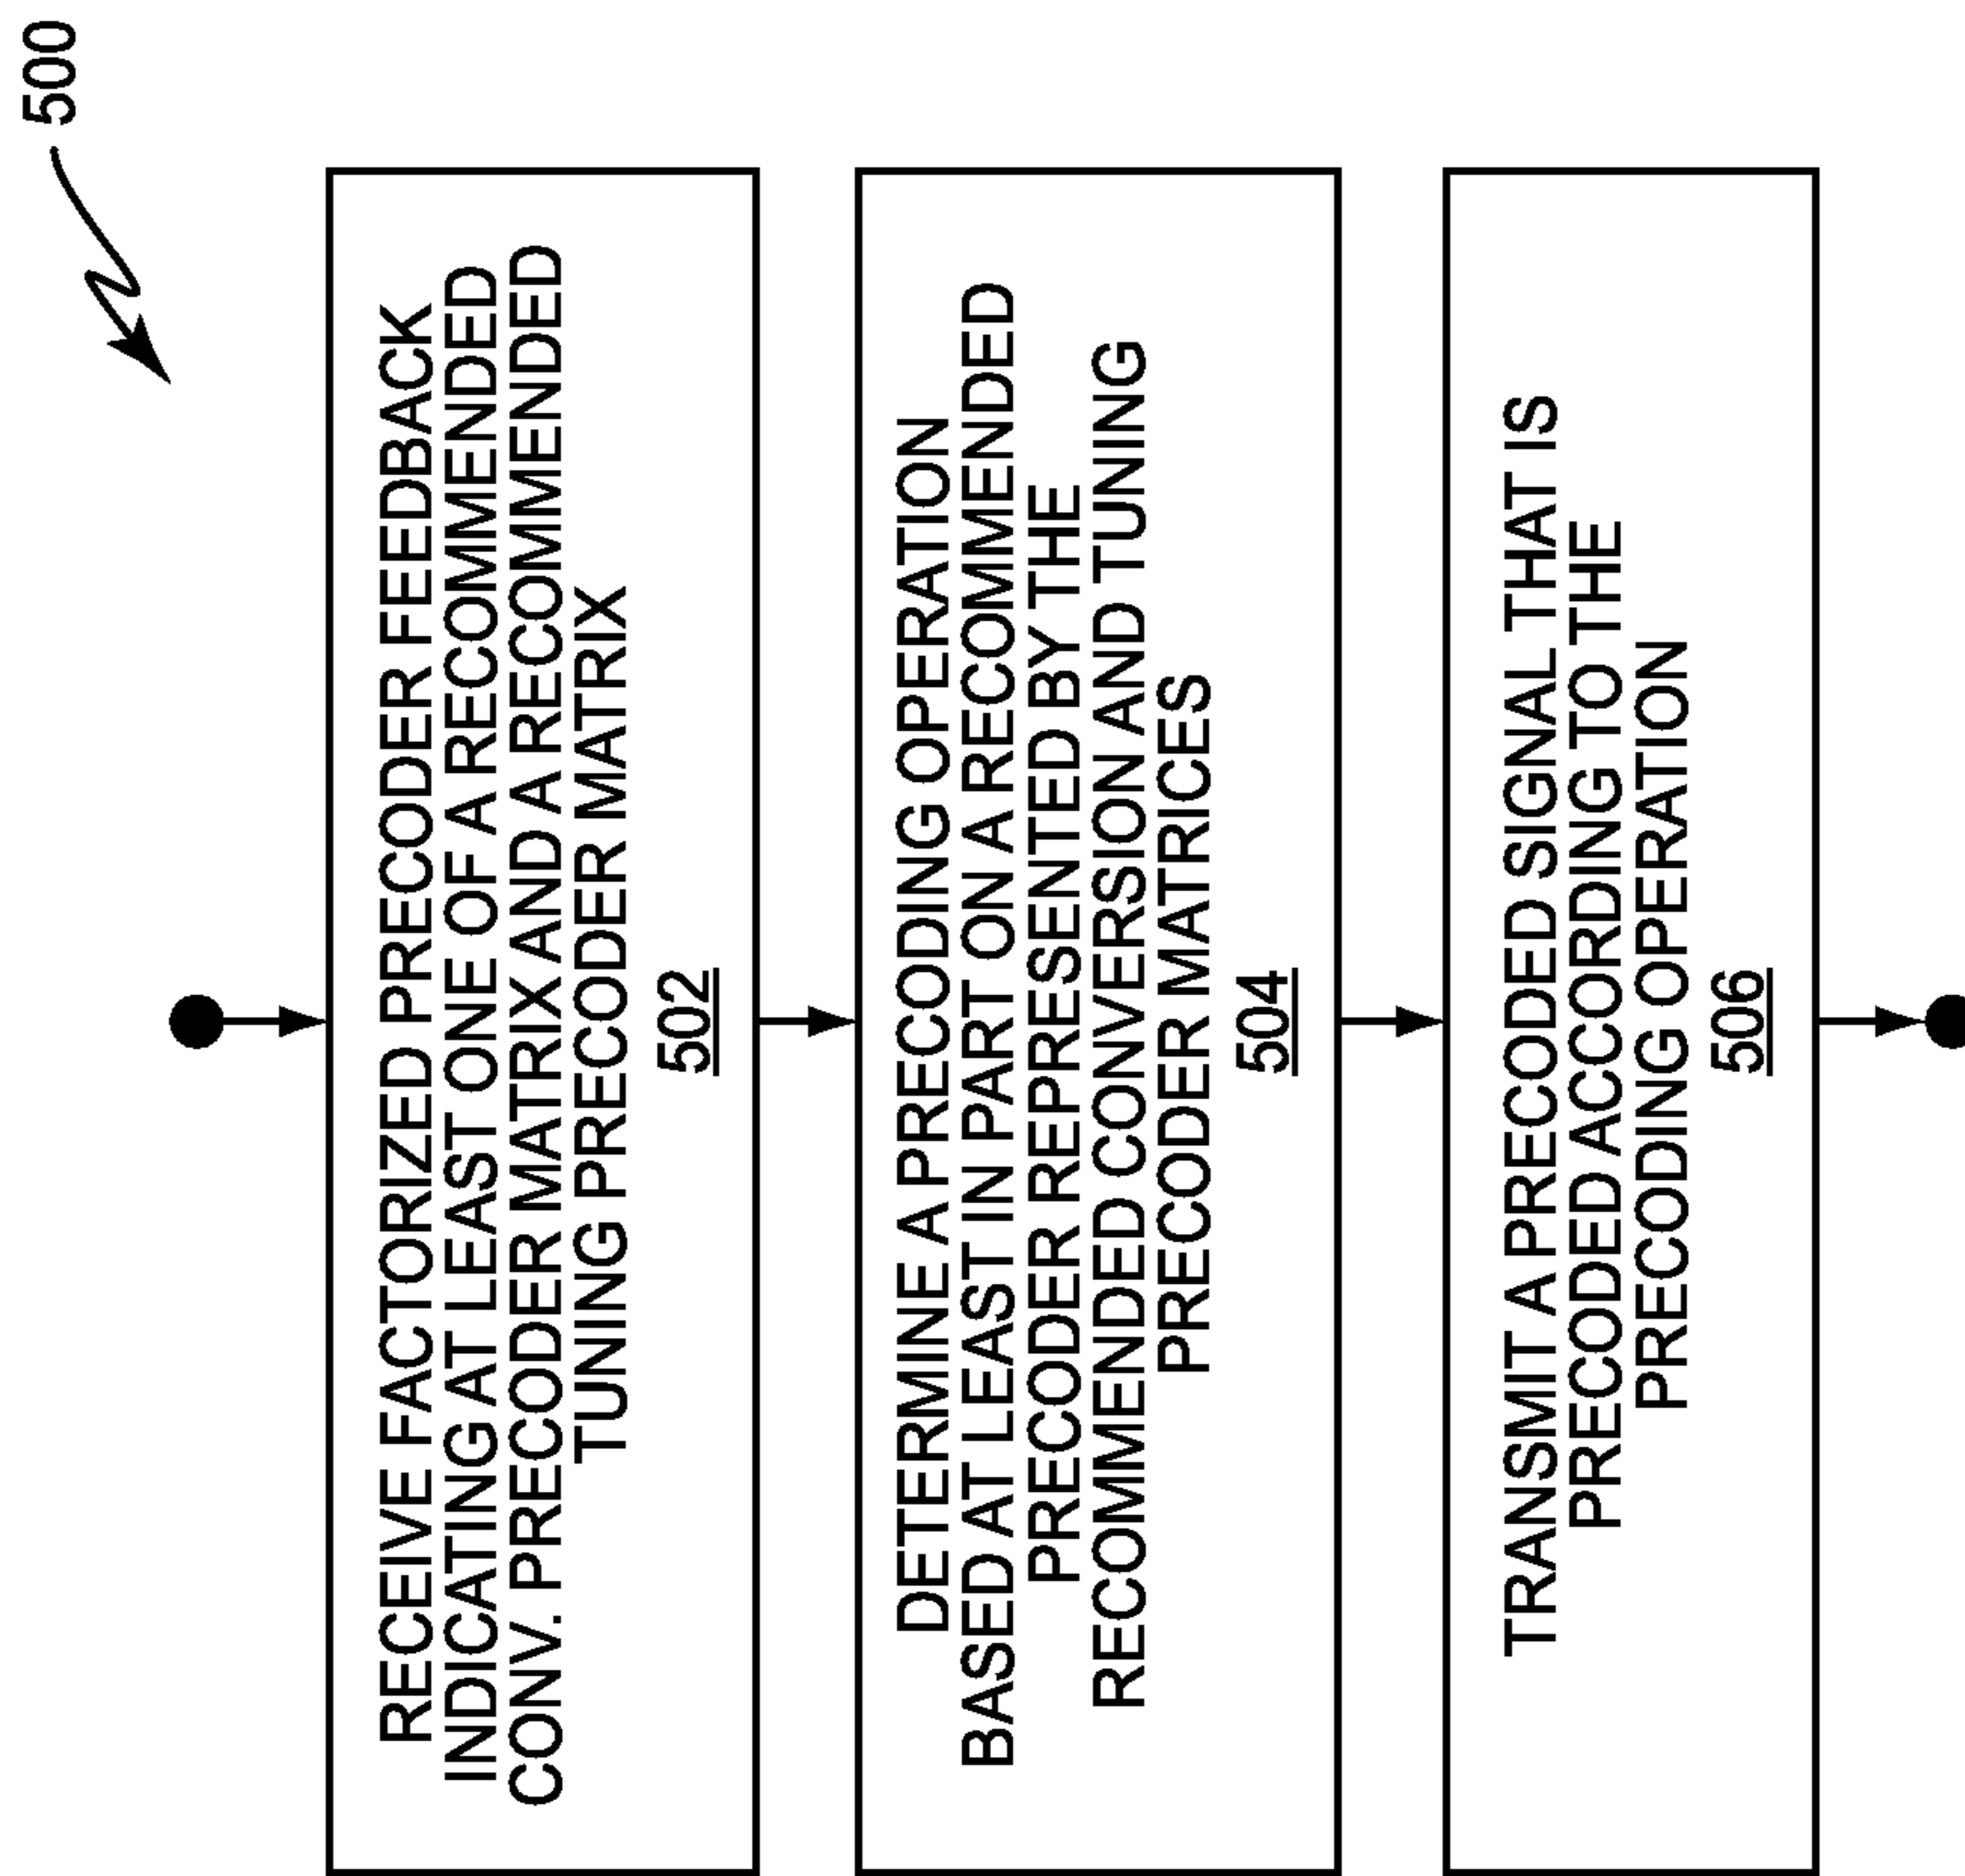 500
RECEIVE FACTORIZED PRECODER FEEDBACK
INDICATING AT LEAST ONE OF A RECOMMENDED
CONV. PRECODER MATRIX AND A RECOMMENDED
TUNING PRECODER MATRIX
502
DETERMINE A PRECODING OPERATION
BASED AT LEAST IN PART ON A RECOMMENDED
PRECODER REPRESENTED BY THE
RECOMMENDED CONVERSION AND TUNING
PRECODER MATRICES
504
TRANSMIT A PRECODED SIGNAL THAT IS
PRECODED ACCORDING TO THE
PRECODING OPERATION
506